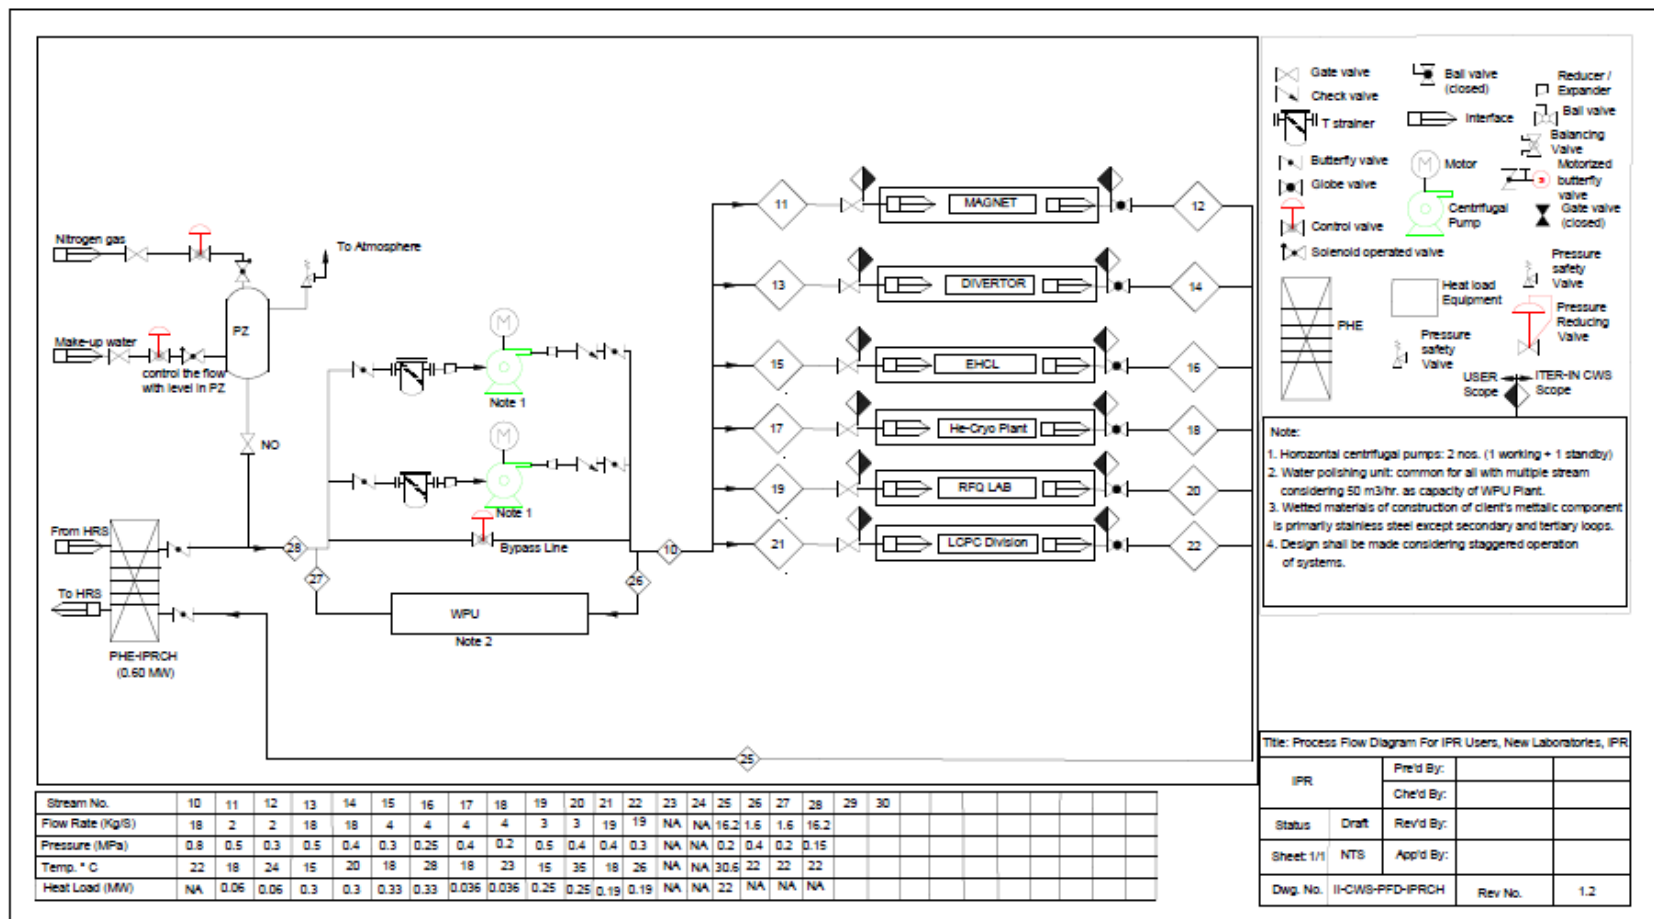 Nitrogen gas
To Atmosphere
PZ
Make-up water
control the flow
with level in PZ
NO
From HRS
To HRS
PHE-IPRCH
(0.60 MW)
28
27
M
Note 1
M
Note 1
Bypass Line
WPU
Note 2
26
10
25
11 MAGNET 12
13 DIVERTOR 14
15 EHCL 16
17 He-Cryo Plant 18
19 RFQ LAB 20
21 LCPC Division 22
Gate valve
Check valve
T strainer
Butterfly valve
Globe valve
Control valve
Solenoid operated valve
PHE
Ball valve
(closed)
Interface
M
Motor
Centrifugal
Pump
Heat load
Equipment
Pressure
safety
Valve
Reducer /
Expander
Ball valve
Balancing
Valve
Motorized
butterfly
valve
Gate valve
(closed)
Pressure
safety
Valve
Pressure
Reducing
Valve
USER
Scope
ITER-IN CWS
Scope
Note:
1. Horozontal centrifugal pumps: 2 nos. (1 working + 1 standby)
2. Water polishing unit: common for all with multiple stream
considering 50 m3/hr. as capacity of WPU Plant.
3. Wetted materials of construction of client's mettalic component
is primarily stainless steel except secondary and tertiary loops.
4. Design shall be made considering staggered operation
of systems.
Stream No. 10 11 12 13 14 15 16 17 18 19 20 21 22 23 24 25 26 27 28 29 30
Flow Rate (Kg/S) 18 2 2 18 18 4 4 4 4 3 3 19 19 NA NA 16.2 1.6 1.6 16.2
Pressure (MPa) 0.8 0.5 0.3 0.5 0.4 0.3 0.25 0.4 0.2 0.5 0.4 0.4 0.3 NA NA 0.2 0.4 0.2 0.15
Temp. ° C 22 18 24 15 20 18 28 18 23 15 35 18 26 NA NA 30.6 22 22 22
Heat Load (MW) NA 0.06 0.06 0.3 0.3 0.33 0.33 0.036 0.036 0.25 0.25 0.19 0.19 NA NA 22 NA NA NA
Title: Process Flow Diagram For IPR Users, New Laboratories, IPR
IPR
Pre'd By:
Che'd By:
Status Draft Rev'd By:
Sheet: 1/1 NTS App'd By:
Dwg. No. II-CWS-PFD-IPRCH Rev No. 1.2